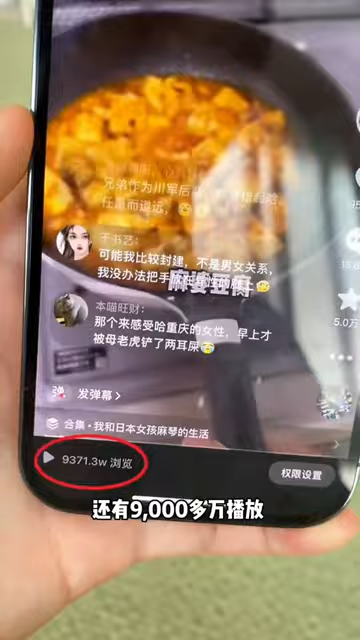 兄弟作为川军后
任重而道远,
于书艺:
可能我比较封建,不是男女关系,
我没办法把手
麻婆豆腐
本喵旺财:
那个来感受哈重庆的女性,早上才
被母老虎铲了两耳屎
5.0万
发弹幕 >
合集·我和日本女孩麻琴的生活
9371.3w 浏览
权限设置
还有9,000多万播放